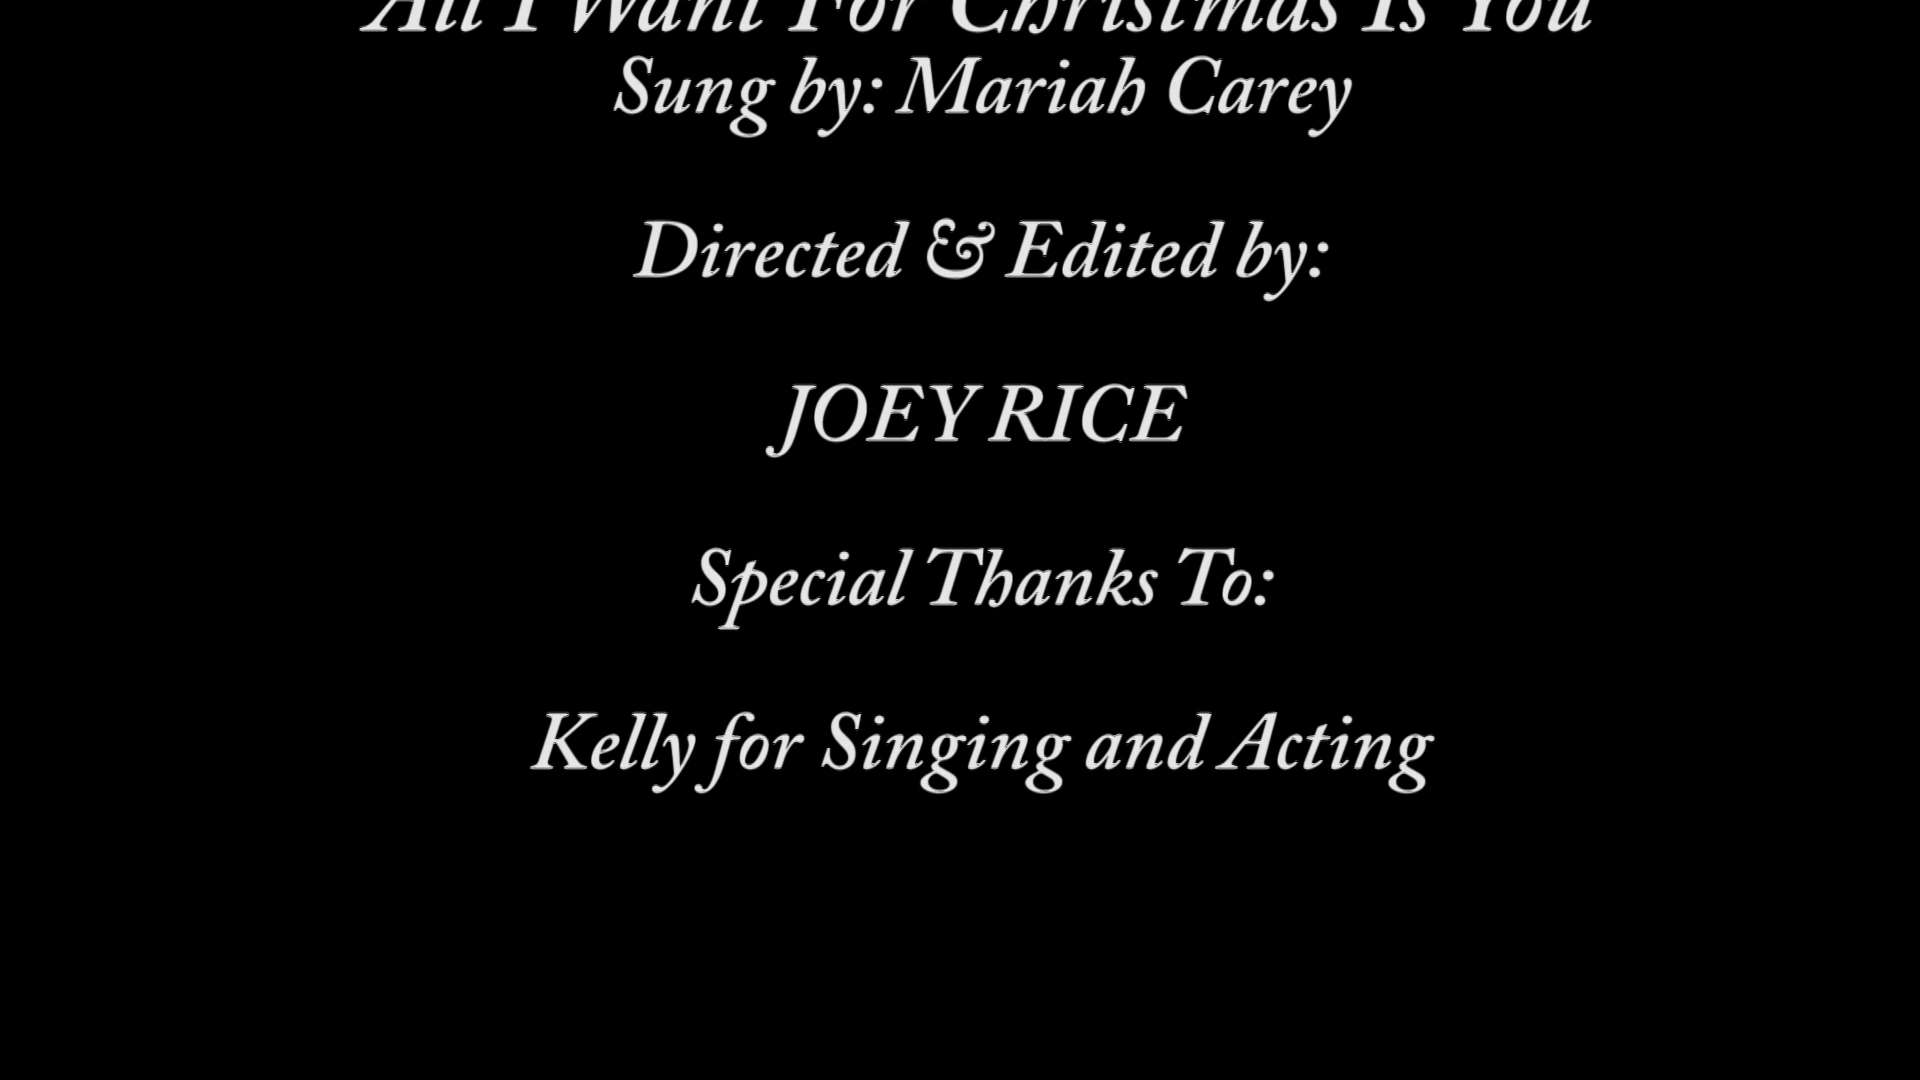 All I Want For Christmas Is You
Sung by: Mariah Carey
Directed & Edited by:
JOEY RICE
Special Thanks To:
Kelly for Singing and Acting